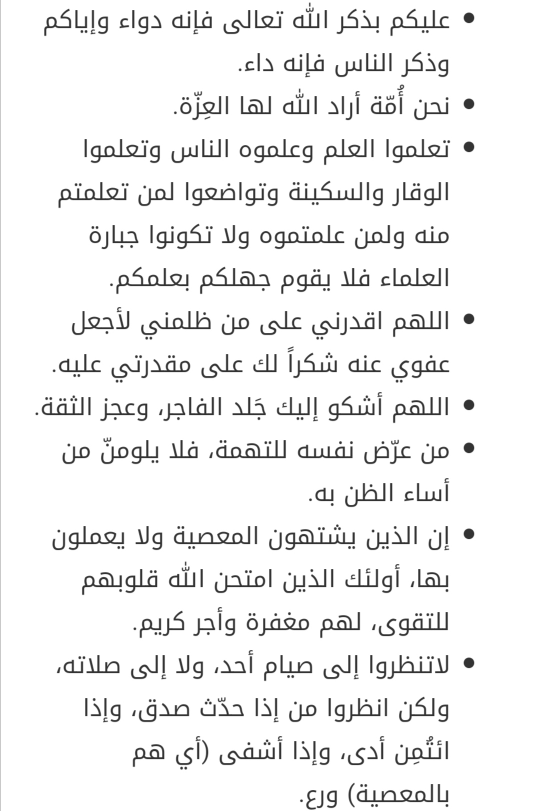 • عليكم بذكر الله تعالى فإنه دواء وإياكم
وذكر الناس فإنه داء.
• نحن أُمّة أراد الله لها العِزّة.
• تعلموا العلم وعلموه الناس وتعلموا
الوقار والسكينة وتواضعوا لمن تعلمتم
منه ولمن علمتموه ولا تكونوا جبارة
العلماء فلا يقوم جهلكم بعلمكم.
• اللهم اقدرني على من ظلمني لأجعل
عفوي عنه شكراً لك على مقدرتي عليه.
• اللهم أشكو إليك جَلد الفاجر، وعجز الثقة.
• من عرّض نفسه للتهمة، فلا يلومنّ من
أساء الظن به.
• إن الذين يشتهون المعصية ولا يعملون
بها، أولئك الذين امتحن الله قلوبهم
للتقوى، لهم مغفرة وأجر كريم.
• لاتنظروا إلى صيام أحد، ولا إلى صلاته،
ولكن انظروا من إذا حدّث صدق، وإذا
ائتُمِن أدى، وإذا أشفى (أي هم
بالمعصية) ورع.